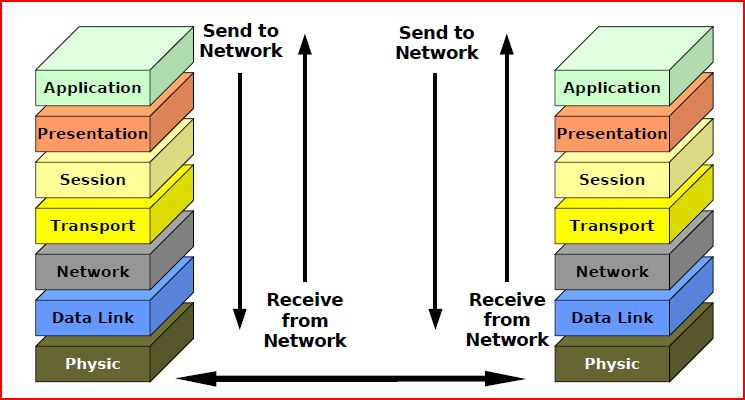 Send to
Network
Send to
Network
Application
Presentation
Session
Transport
Network
Data Link
Physic
Receive
from
Network
Receive
from
Network
Application
Presentation
Session
Transport
Network
Data Link
Physic